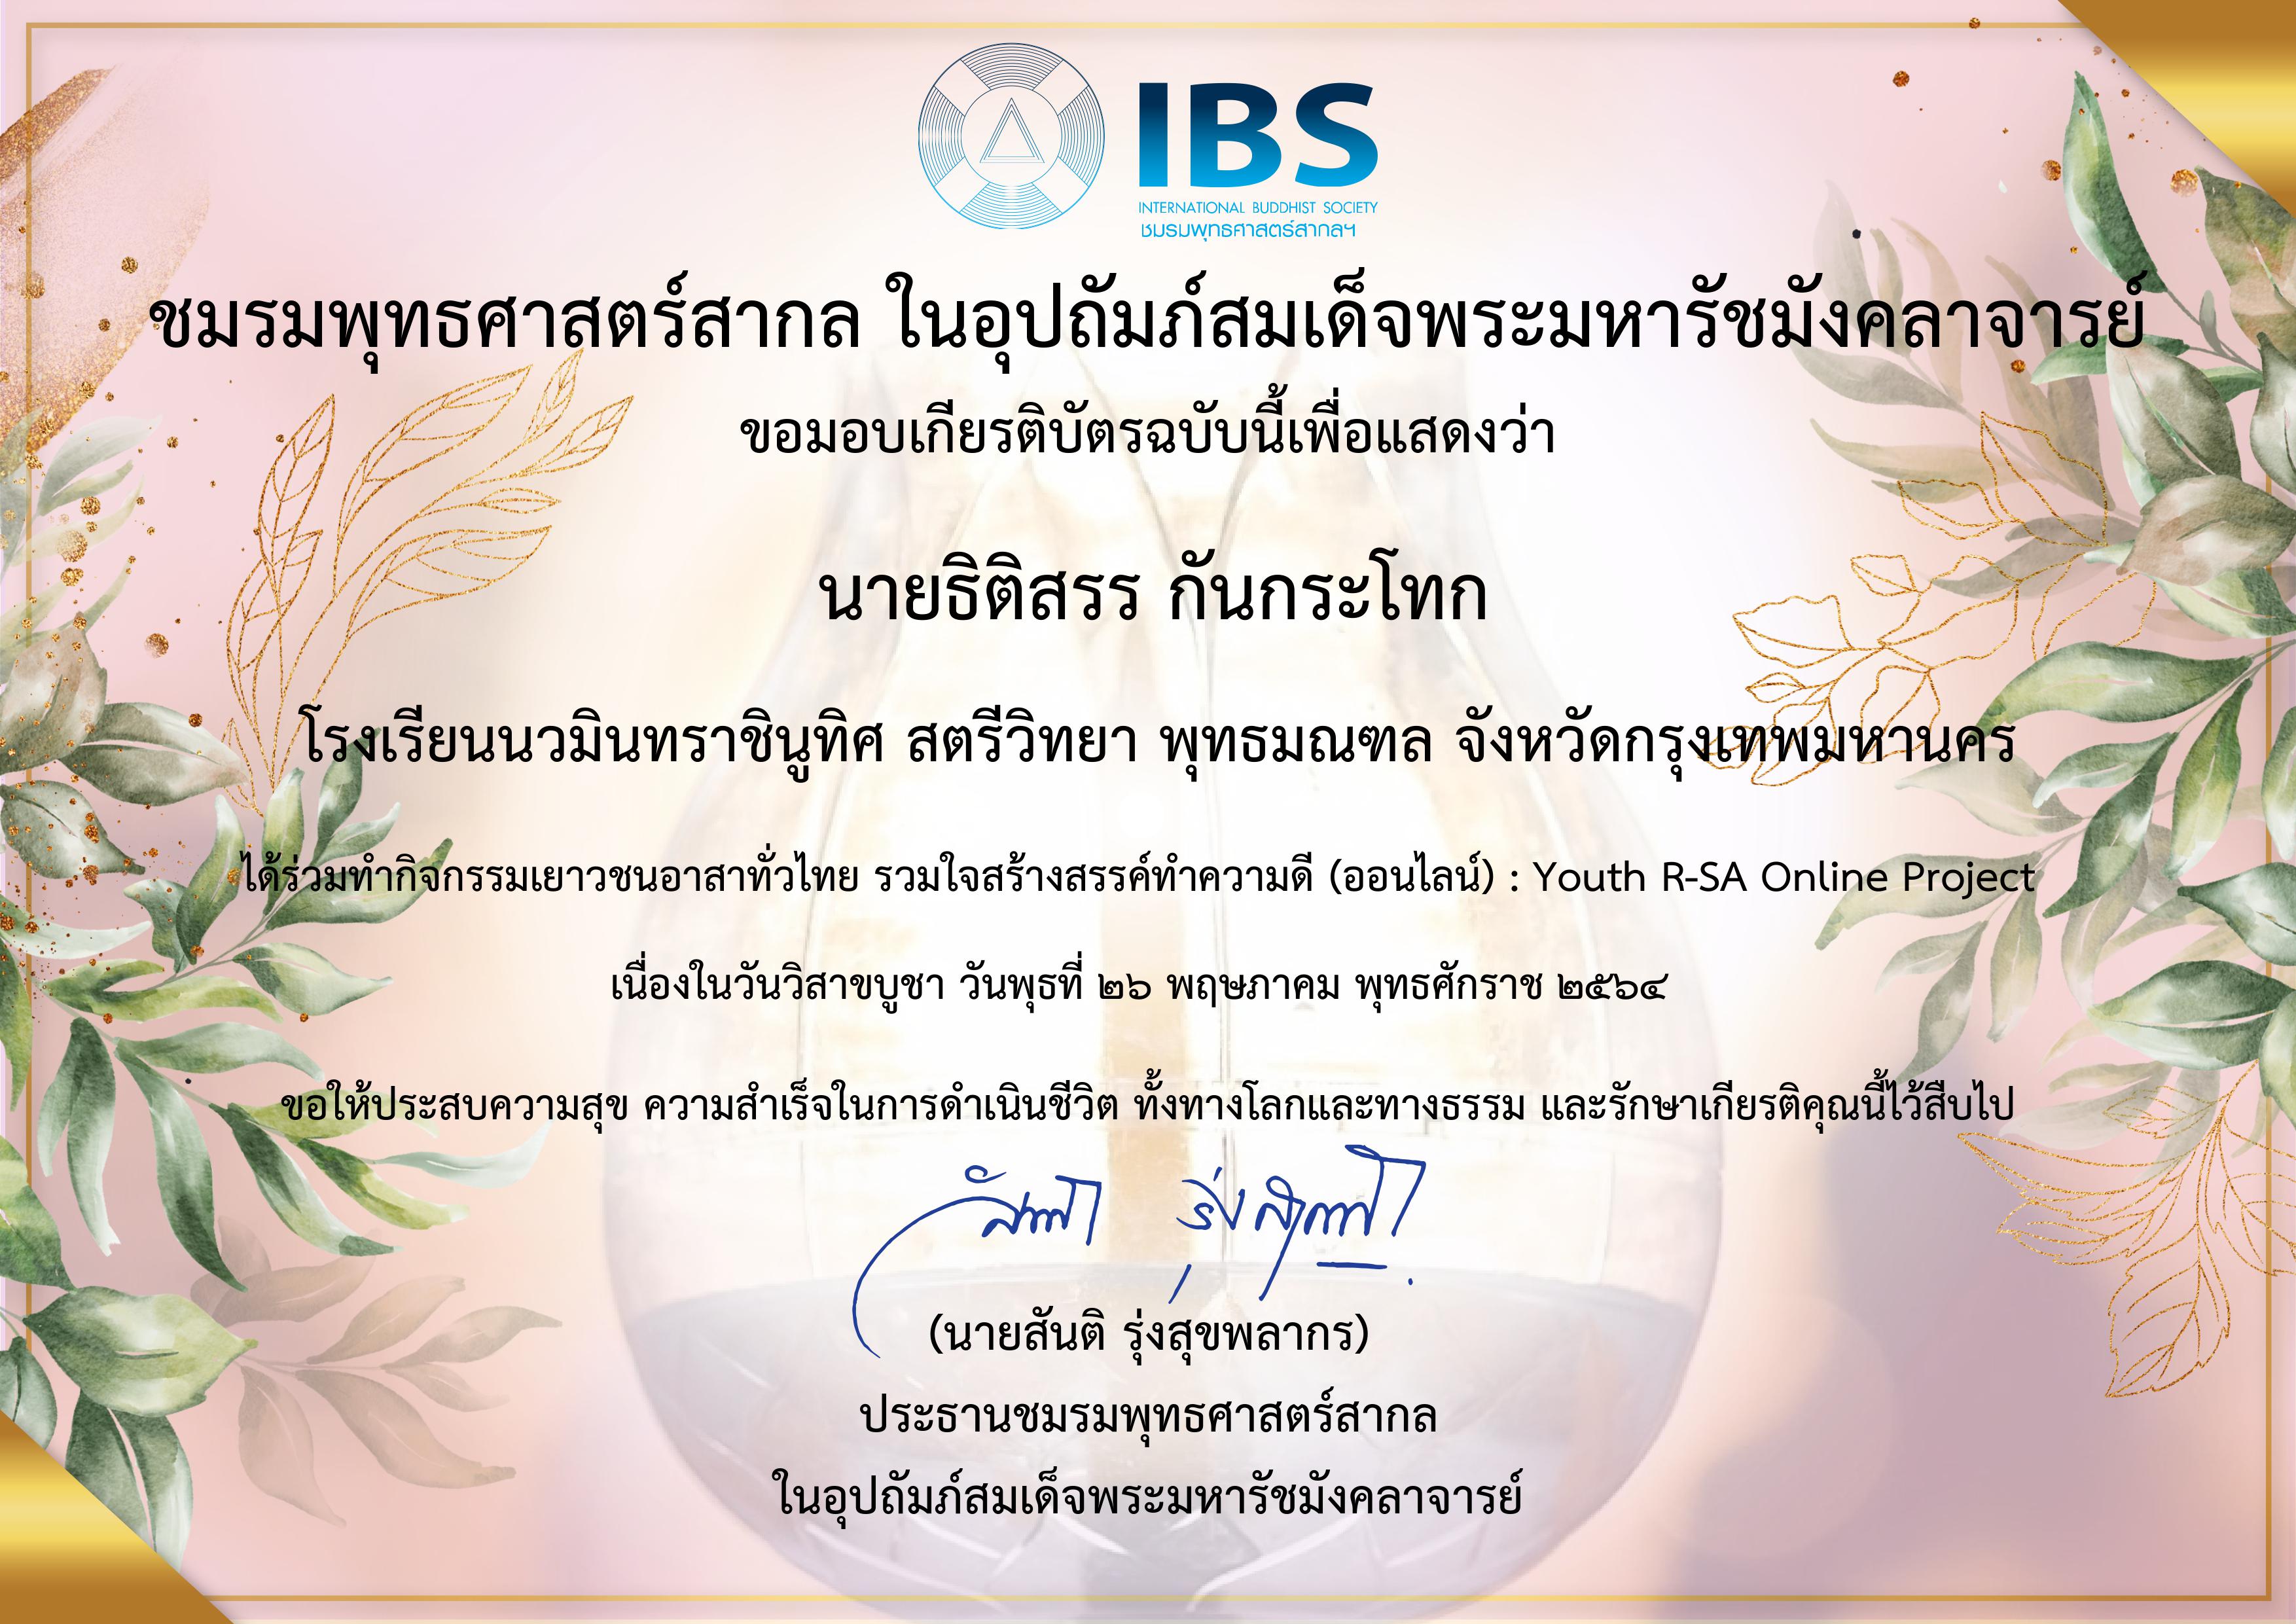 IBS
INTERNATIONAL BUDDHIST SOCIETY
ชมรมพุทธศาสตร์สากลฯ
ชมรมพุทธศาสตร์สากล ในอุปถัมภ์สมเด็จพระมหารัชมังคลาจารย์
ขอมอบเกียรติบัตรฉบับนี้เพื่อแสดงว่า
นายธิติสรร กันกระโทก
โรงเรียนนวมินทราชินูทิศ สตรีวิทยา พุทธมณฑล จังหวัดกรุงเทพมหานคร
ได้ร่วมทำกิจกรรมเยาวชนอาสาทั่วไทย รวมใจสร้างสรรค์ทำความดี (ออนไลน์) : Youth R-SA Online Project
เนื่องในวันวิสาขบูชา วันพุธที่ ๒๖ พฤษภาคม พุทธศักราช ๒๕๖๔
ขอให้ประสบความสุข ความสำเร็จในการดำเนินชีวิต ทั้งทางโลกและทางธรรม และรักษาเกียรติคุณนี้ไว้สืบไป
(นายสันติ รุ่งสุขพลากร)
ประธานชมรมพุทธศาสตร์สากล
ในอุปถัมภ์สมเด็จพระมหารัชมังคลาจารย์